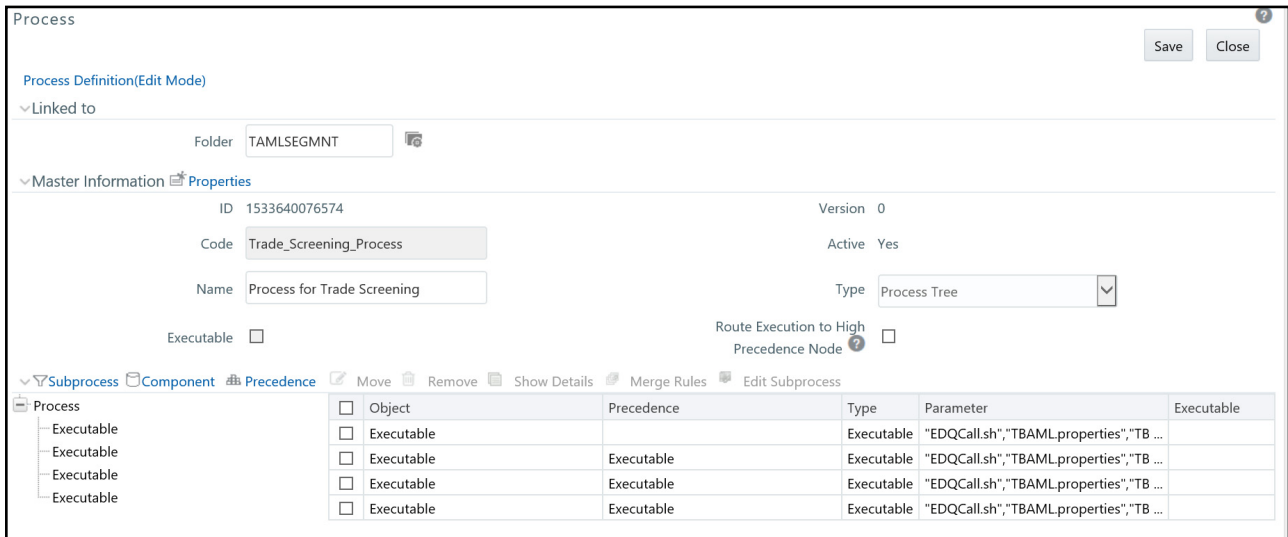 Process
Save Close
Process Definition(Edit Mode)
Linked to
Folder TAMLSEGMNT
Master Information Properties
ID 1533640076574 Version 0
Code Trade_Screening_Process Active Yes
Name Process for Trade Screening Type Process Tree
Executable Route Execution to High Precedence Node
Subprocess Component Precedence Move Remove Show Details Merge Rules Edit Subprocess
Process
Executable
Executable
Executable
Executable
Object Precedence Type Parameter Executable
Executable Executable "EDQCall.sh","TBAML.properties","TB ...
Executable Executable Executable "EDQCall.sh","TBAML.properties","TB ...
Executable Executable Executable "EDQCall.sh","TBAML.properties","TB ...
Executable Executable Executable "EDQCall.sh","TBAML.properties","TB ...